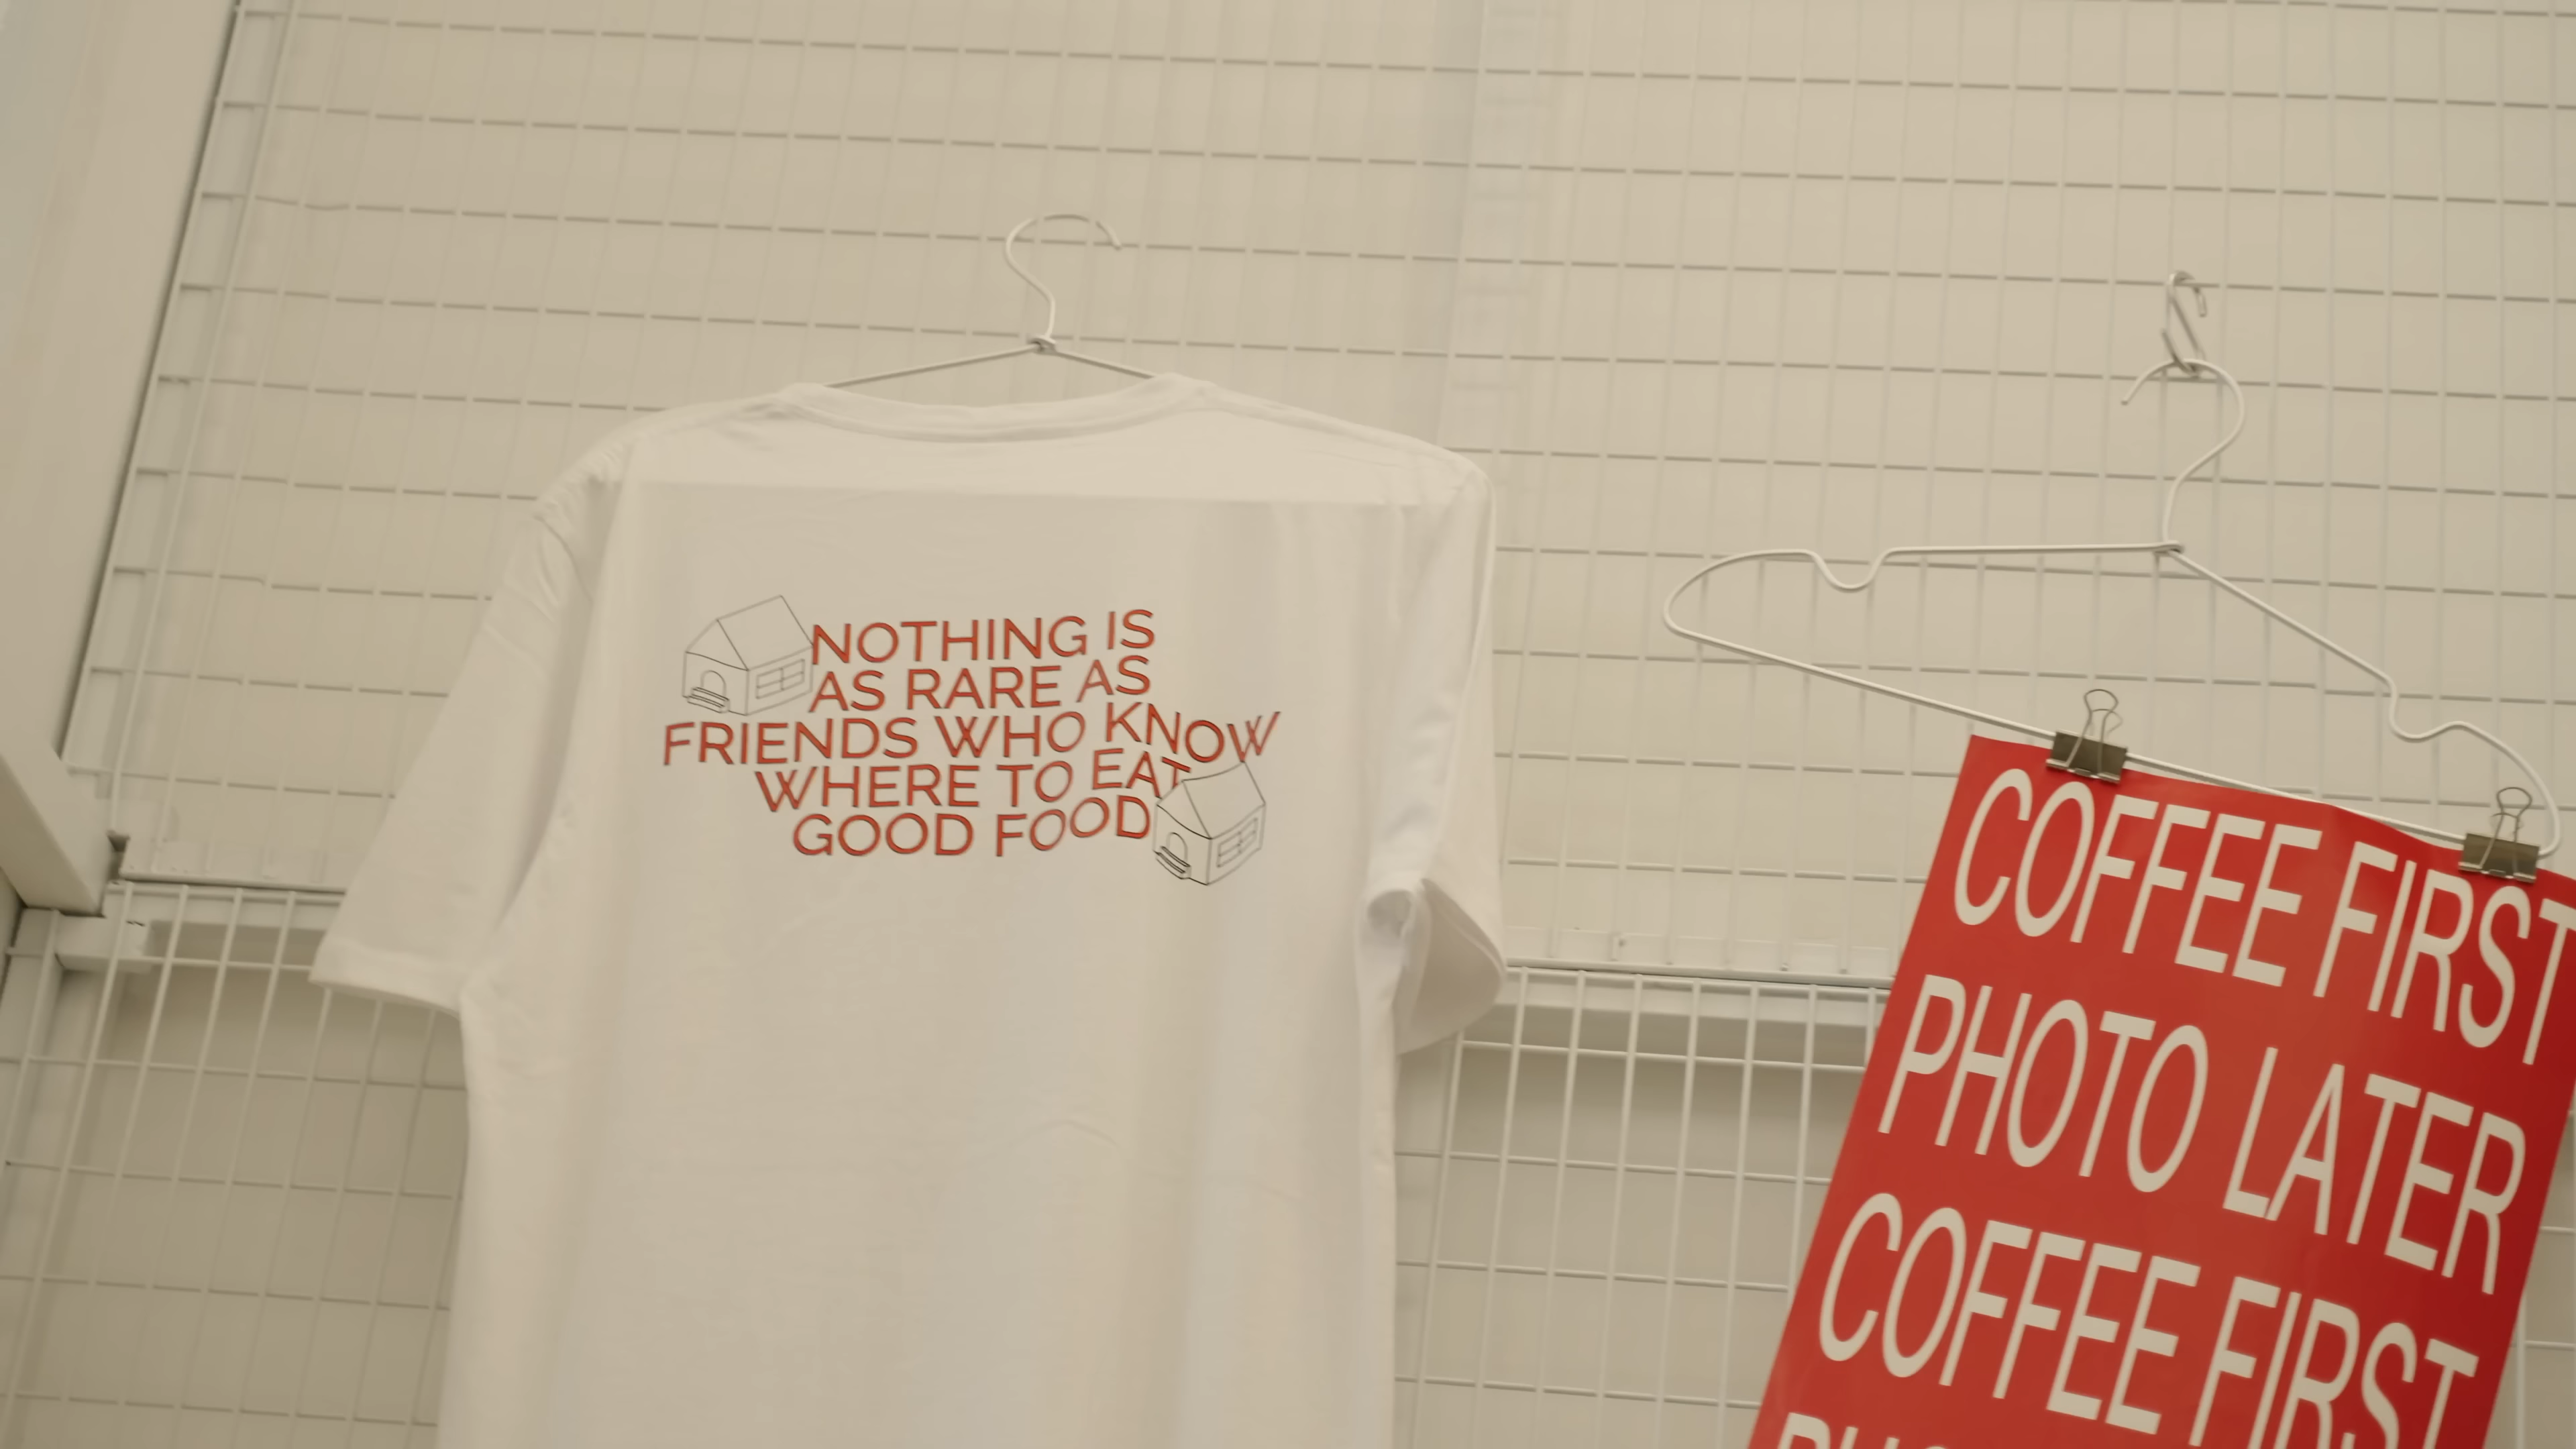 NOTHING IS
AS RARE AS
FRIENDS WHO KNOW
WHERE TO EAT
GOOD FOOD
COFFEE FIRST
PHOTO LATER
COFFEE FIRST